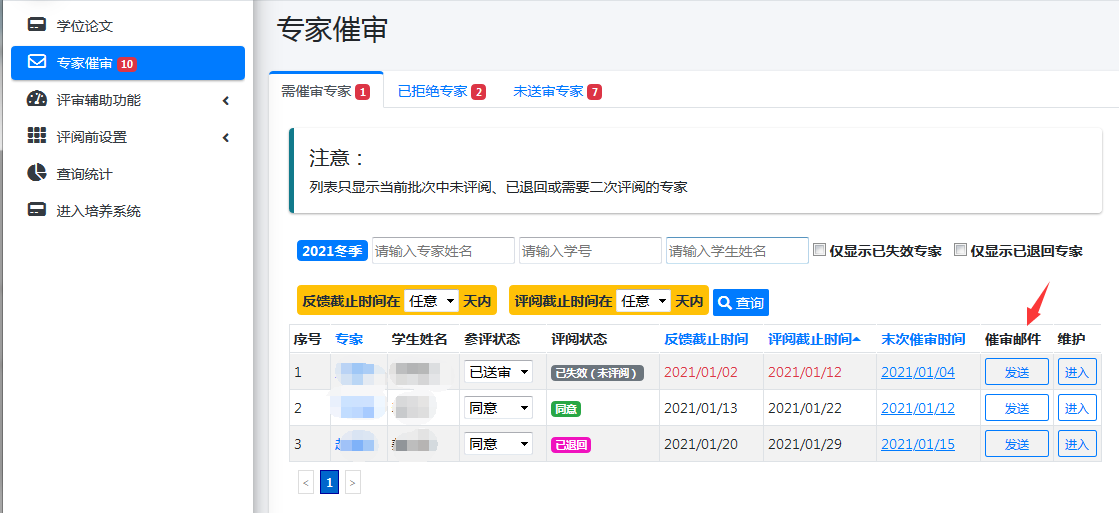 学位论文
专家催审 10
评审辅助功能
评阅前设置
查询统计
进入培养系统
专家催审
需催审专家 1 已拒绝专家 2 未送审专家 7
注意：
列表只显示当前批次中未评阅、已退回或需要二次评阅的专家
2021冬季 请输入专家姓名 请输入学号 请输入学生姓名 仅显示已失效专家 仅显示已退回专家
反馈截止时间在 任意 天内 评阅截止时间在 任意 天内 查询
序号 专家 学生姓名 参评状态 评阅状态 反馈截止时间 评阅截止时间 末次催审时间 催审邮件 维护
1 已送审 已失效（未评阅） 2021/01/02 2021/01/12 2021/01/04 发送 进入
2 同意 同意 2021/01/13 2021/01/22 2021/01/12 发送 进入
3 同意 已退回 2021/01/20 2021/01/29 2021/01/15 发送 进入
< 1 >